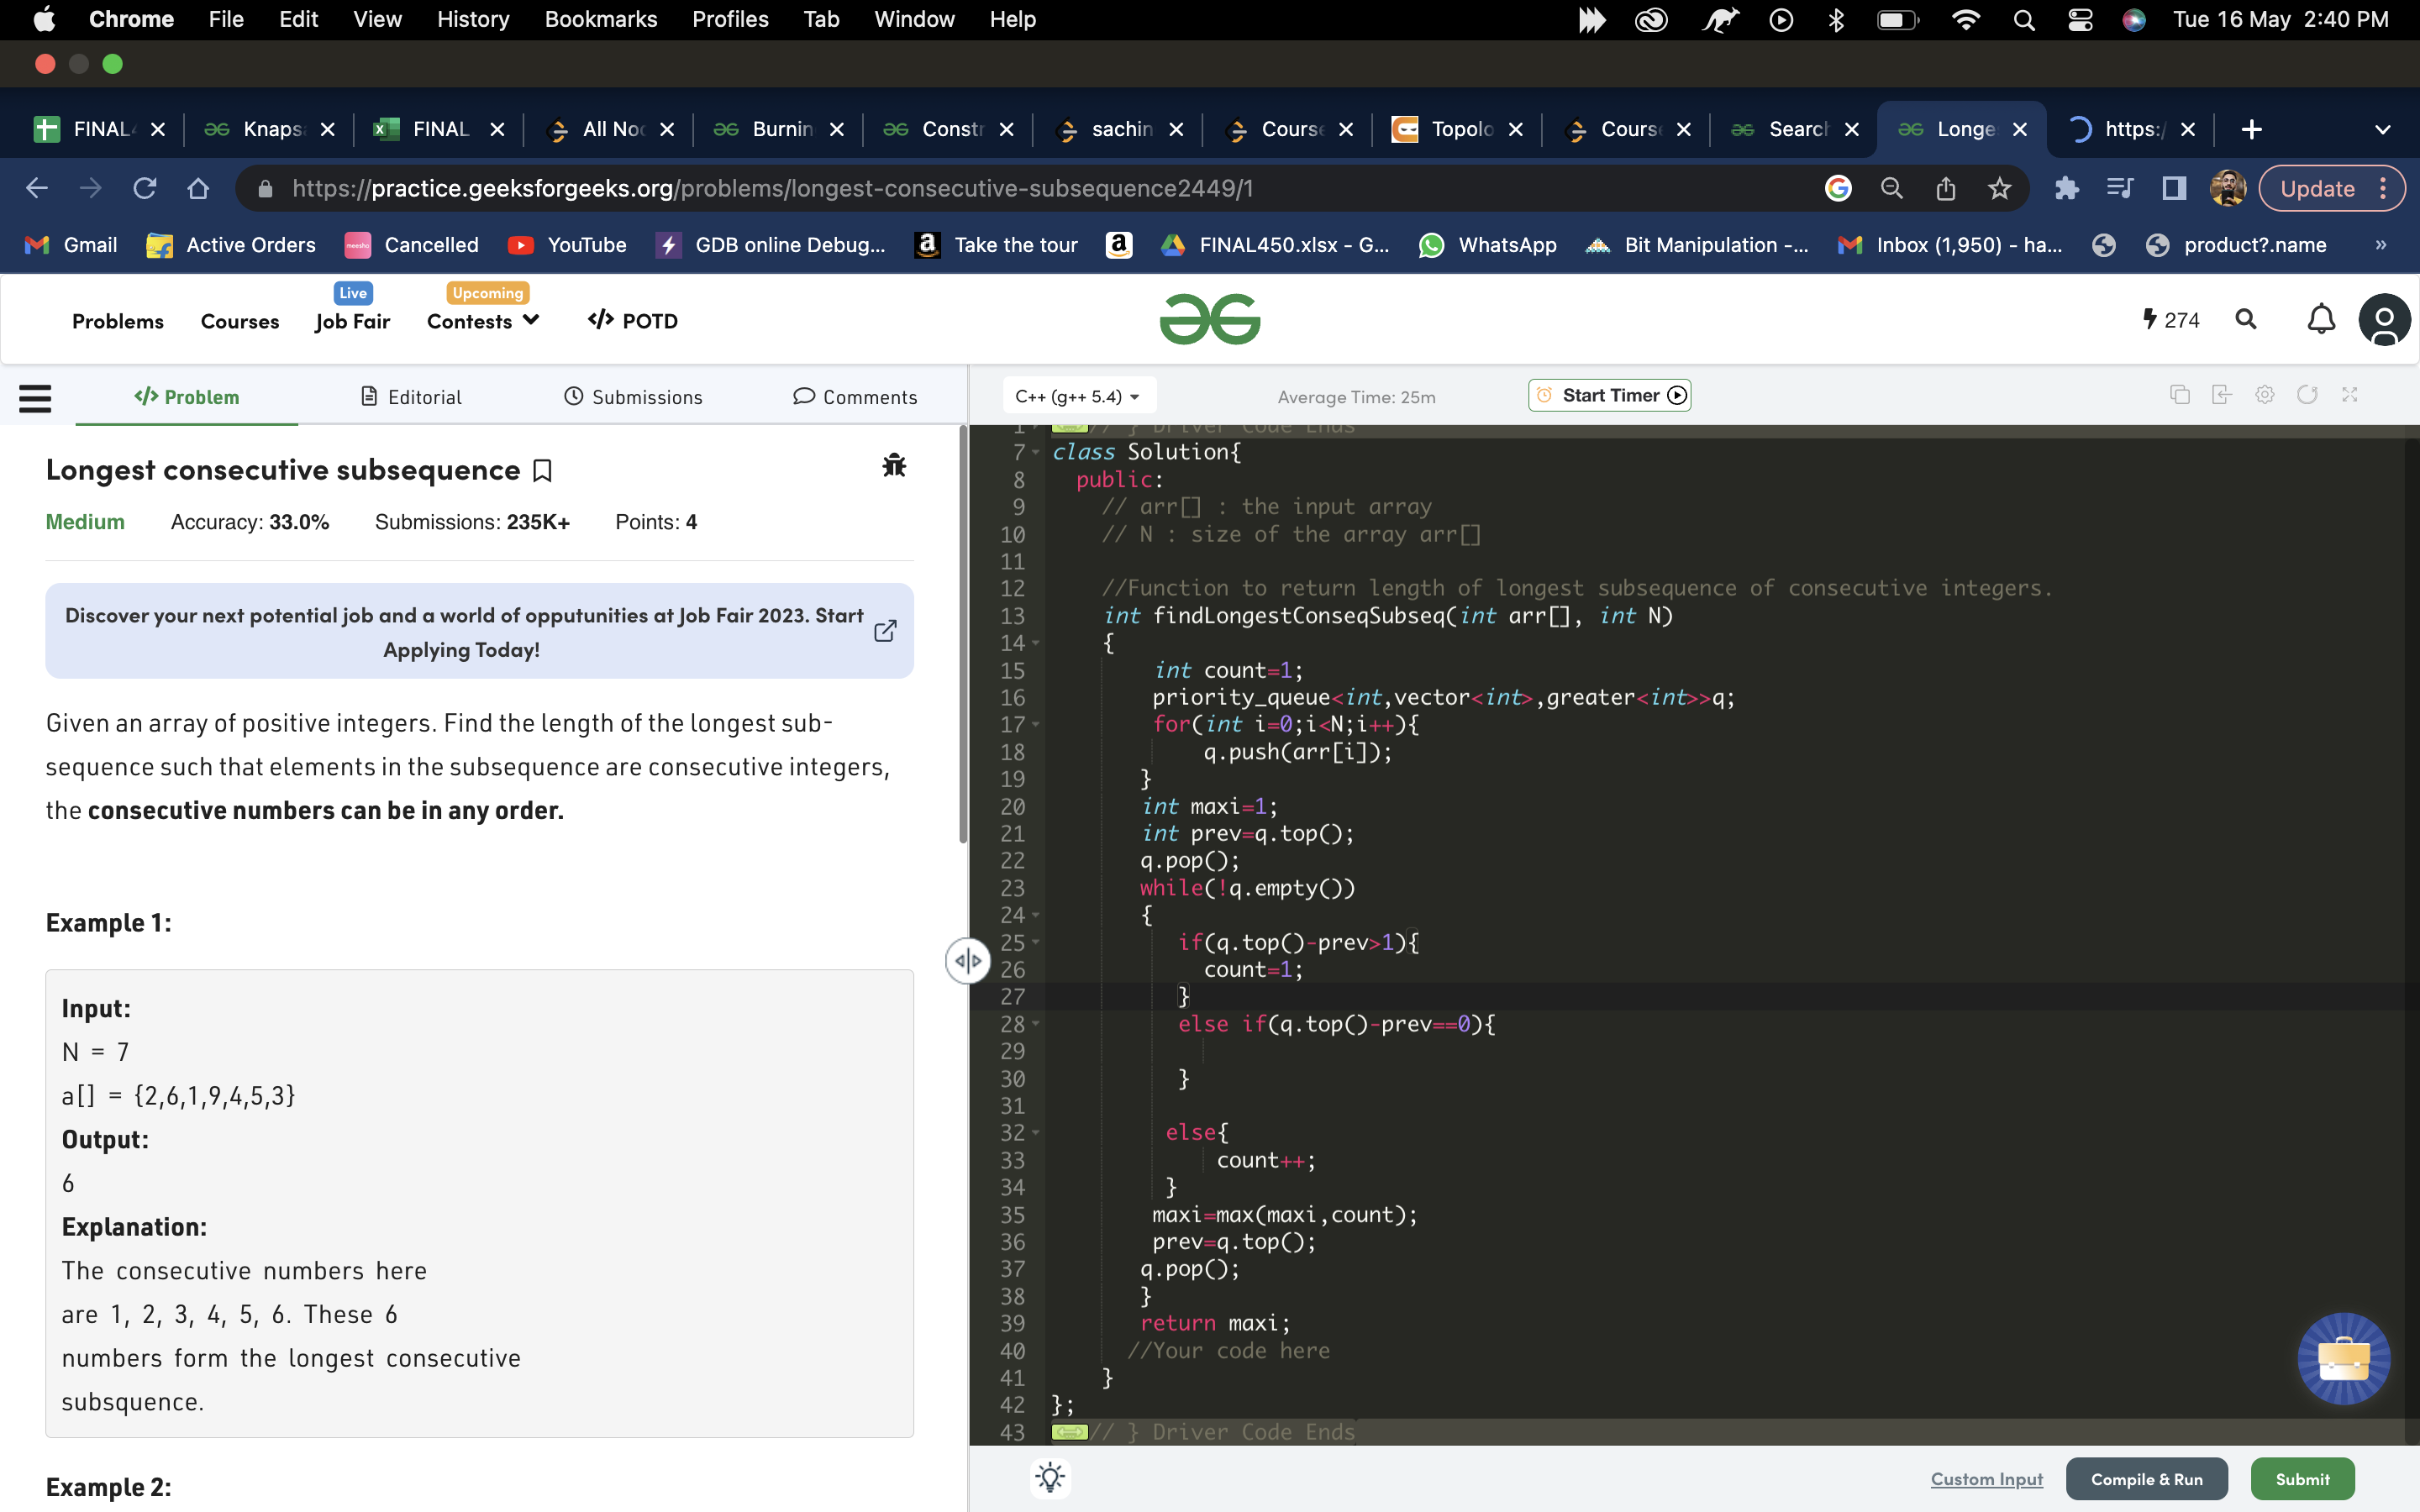 Chrome File Edit View History Bookmarks Profiles Tab Window Help Tue 16 May 2:40 PM
FINAL4 Knaps FINAL All Noc Burnin Constr sachin Course Topolo Course Search Longe https:/
https://practice.geeksforgeeks.org/problems/longest-consecutive-subsequence2449/1 Update
Gmail Active Orders Cancelled YouTube GDB online Debug... Take the tour FINAL450.xlsx - G... WhatsApp Bit Manipulation -... Inbox (1,950) - ha... product?.name »
Live Upcoming
Problems Courses Job Fair Contests </> POTD 274
</> Problem Editorial Submissions Comments
C++ (g++ 5.4) Average Time: 25m Start Timer
Longest consecutive subsequence
Medium Accuracy: 33.0% Submissions: 235K+ Points: 4
Discover your next potential job and a world of opputunities at Job Fair 2023. Start
Applying Today!
Given an array of positive integers. Find the length of the longest sub-
sequence such that elements in the subsequence are consecutive integers,
the consecutive numbers can be in any order.
Example 1:
Input:
N = 7
a[] = {2,6,1,9,4,5,3}
Output:
6
Explanation:
The consecutive numbers here
are 1, 2, 3, 4, 5, 6. These 6
numbers form the longest consecutive
subsquence.
Example 2:
1 // } Driver Code Ends
7 class Solution{
8 public:
9 // arr[] : the input array
10 // N : size of the array arr[]
11
12 //Function to return length of longest subsequence of consecutive integers.
13 int findLongestConseqSubseq(int arr[], int N)
14 {
15 int count=1;
16 priority_queue<int,vector<int>,greater<int>>q;
17 for(int i=0;i<N;i++){
18 q.push(arr[i]);
19 }
20 int maxi=1;
21 int prev=q.top();
22 q.pop();
23 while(!q.empty())
24 {
25 if(q.top()-prev>1){
26 count=1;
27 }
28 else if(q.top()-prev==0){
29
30 }
31
32 else{
33 count++;
34 }
35 maxi=max(maxi,count);
36 prev=q.top();
37 q.pop();
38 }
39 return maxi;
40 //Your code here
41 }
42 };
43 // } Driver Code Ends
Custom Input Compile & Run Submit